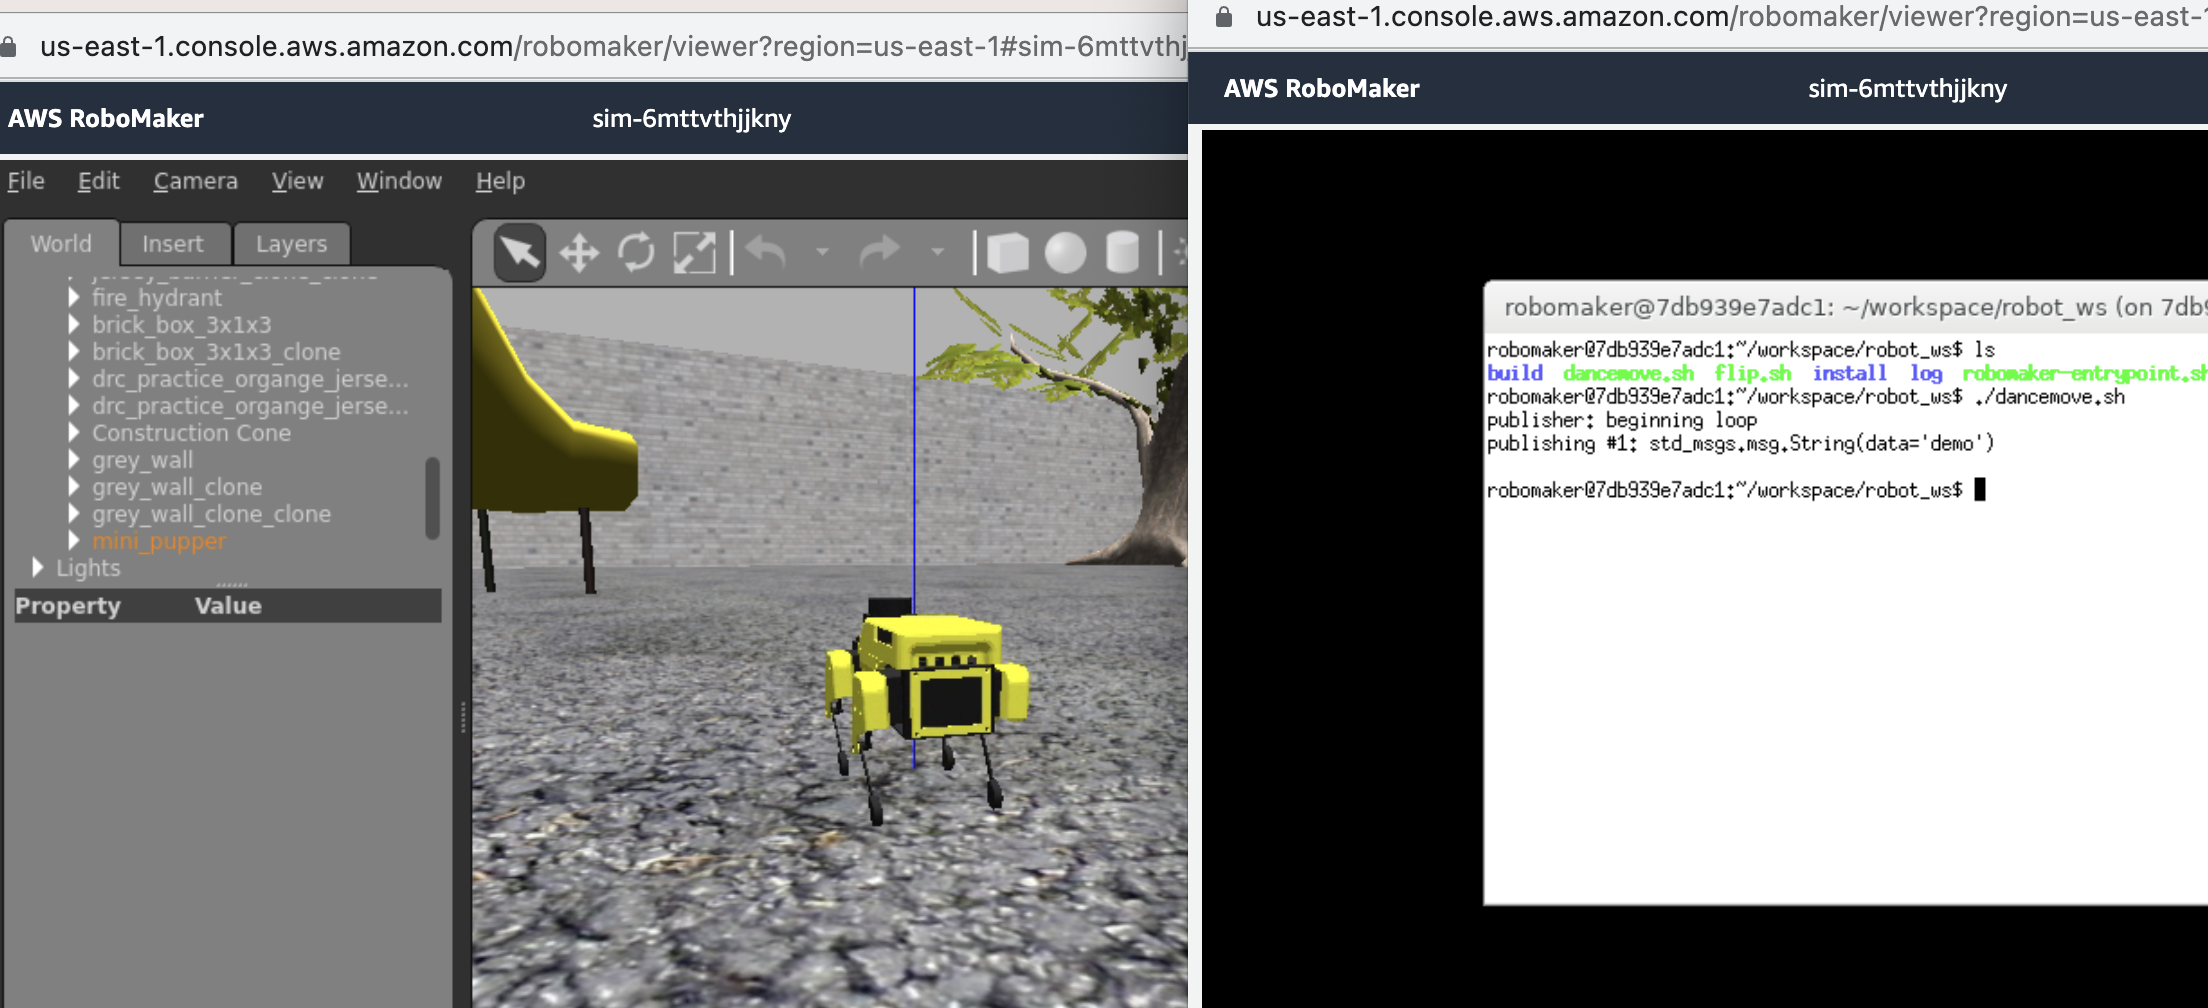 us-east-1.console.aws.amazon.com/robomaker/viewer?region=us-east-1#sim-6mttvthj
AWS RoboMaker
sim-6mttvthjjkny
File Edit Camera View Window Help
World Insert Layers
jersey_barrier_clone_clone
fire_hydrant
brick_box_3x1x3
brick_box_3x1x3_clone
drc_practice_organge_jerse...
drc_practice_organge_jerse...
Construction Cone
grey_wall
grey_wall_clone
grey_wall_clone_clone
mini_pupper
Lights
Property Value
us-east-1.console.aws.amazon.com/robomaker/viewer?region=us-east-
AWS RoboMaker
sim-6mttvthjjkny
robomaker@7db939e7adc1: ~/workspace/robot_ws (on 7db9
robomaker@7db939e7adc1:~/workspace/robot_ws$ ls
build dancemove.sh flip.sh install log robomaker-entrypoint.sh
robomaker@7db939e7adc1:~/workspace/robot_ws$ ./dancemove.sh
publisher: beginning loop
publishing #1: std_msgs.msg.String(data='demo')
robomaker@7db939e7adc1:~/workspace/robot_ws$